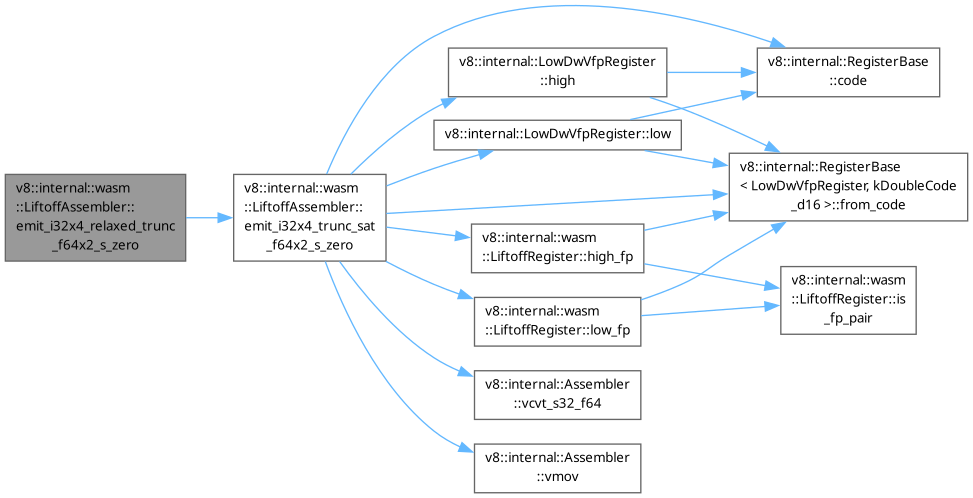 v8::internal::wasm
::LiftoffAssembler::
emit_i32x4_relaxed_trunc
_f64x2_s_zero
v8::internal::wasm
::LiftoffAssembler::
emit_i32x4_trunc_sat
_f64x2_s_zero
v8::internal::LowDwVfpRegister
::high
v8::internal::LowDwVfpRegister::low
v8::internal::wasm
::LiftoffRegister::high_fp
v8::internal::wasm
::LiftoffRegister::low_fp
v8::internal::Assembler
::vcvt_s32_f64
v8::internal::Assembler
::vmov
v8::internal::RegisterBase
::code
v8::internal::RegisterBase
< LowDwVfpRegister, kDoubleCode
_d16 >::from_code
v8::internal::wasm
::LiftoffRegister::is
_fp_pair